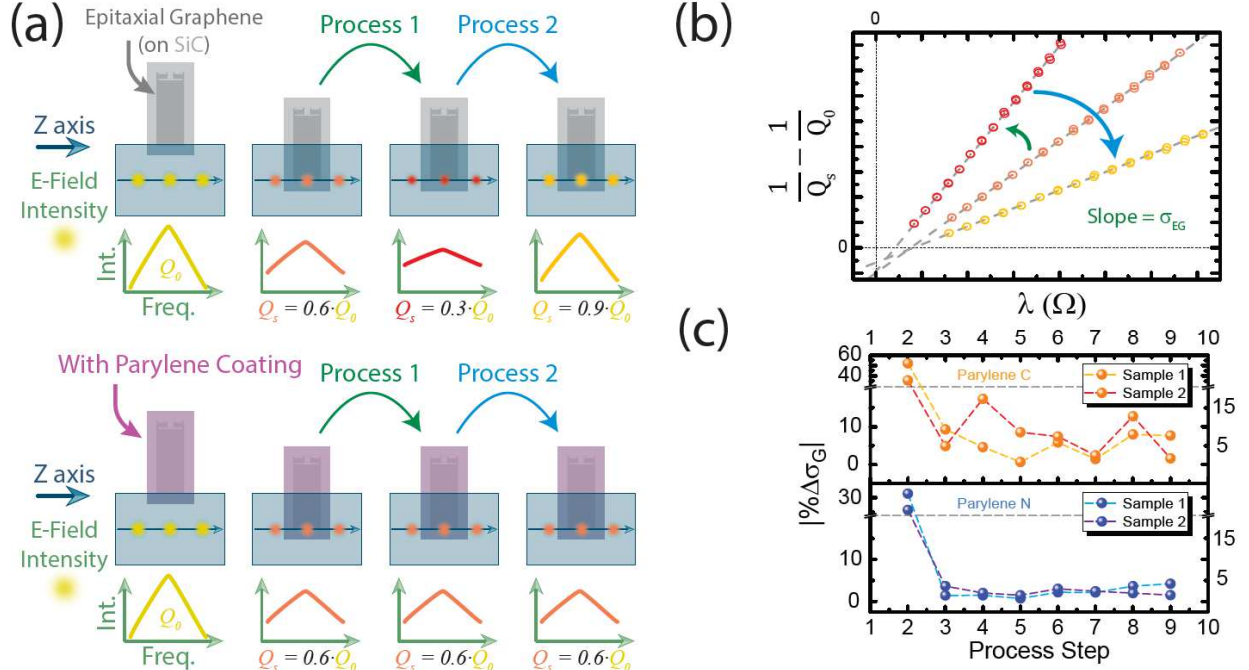 (a)
Epitaxial Graphene
(on SiC)
Process 1
Process 2
Z axis
E-Field
Intensity
Int.
Q₀
Freq.
Qₛ = 0.6·Q₀
Qₛ = 0.3·Q₀
Qₛ = 0.9·Q₀
With Parylene Coating
Process 1
Process 2
Z axis
E-Field
Intensity
Int.
Q₀
Freq.
Qₛ = 0.6·Q₀
Qₛ = 0.6·Q₀
Qₛ = 0.6·Q₀
(b)
0
1/Qₛ − 1/Q₀
Slope = σEG
0
λ (Ω)
(c)
1 2 3 4 5 6 7 8 9 10
60
40
10
0
15
5
Parylene C
Sample 1
Sample 2
|%ΔσG|
30
10
0
15
5
Parylene N
Sample 1
Sample 2
1 2 3 4 5 6 7 8 9 10
Process Step